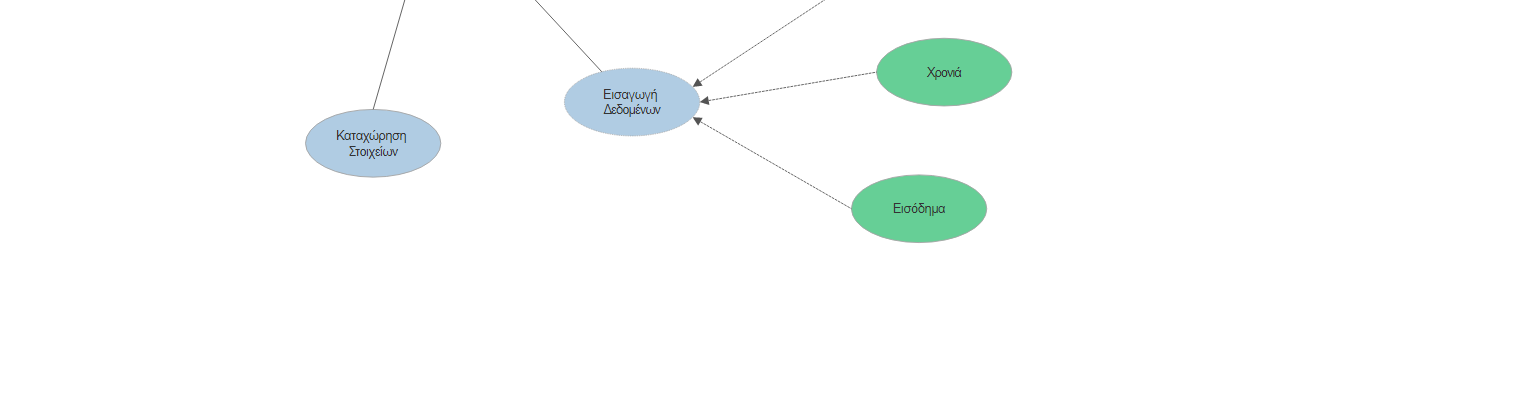 Χρονιά
Εισαγωγή
Δεδομένων
Καταχώρηση
Στοιχείων
Εισόδημα